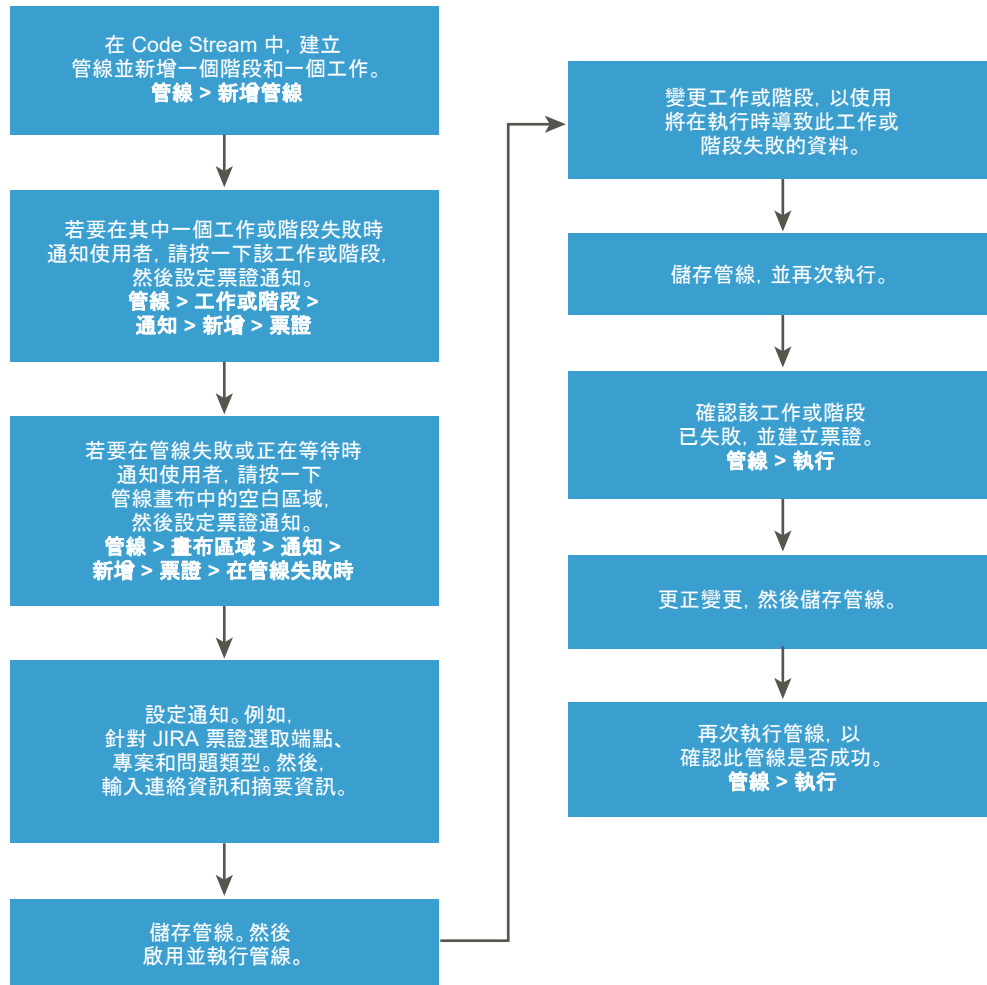 在 Code Stream 中, 建立
管線並新增一個階段和一個工作。
管線 > 新增管線
若要在其中一個工作或階段失敗時
通知使用者, 請按一下該工作或階段,
然後設定票證通知。
管線 > 工作或階段 >
通知 > 新增 > 票證
若要在管線失敗或正在等待時
通知使用者, 請按一下
管線畫布中的空白區域,
然後設定票證通知。
管線 > 畫布區域 > 通知 >
新增 > 票證 > 在管線失敗時
設定通知。例如,
針對 JIRA 票證選取端點、
專案和問題類型。然後,
輸入連絡資訊和摘要資訊。
儲存管線。然後
啟用並執行管線。
變更工作或階段, 以使用
將在執行時導致此工作或
階段失敗的資料。
儲存管線, 並再次執行。
確認該工作或階段
已失敗, 並建立票證。
管線 > 執行
更正變更, 然後儲存管線。
再次執行管線, 以
確認此管線是否成功。
管線 > 執行